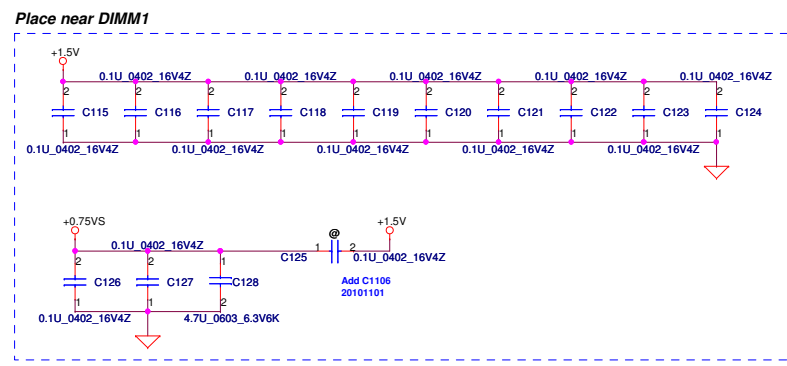 Place near DIMM1
+1.5V
0.1U_0402_16V4Z 0.1U_0402_16V4Z 0.1U_0402_16V4Z 0.1U_0402_16V4Z 0.1U_0402_16V4Z
2 2 2 2 2 2 2 2 2 2
C115 C116 C117 C118 C119 C120 C121 C122 C123 C124
1 1 1 1 1 1 1 1 1 1
0.1U_0402_16V4Z 0.1U_0402_16V4Z 0.1U_0402_16V4Z 0.1U_0402_16V4Z 0.1U_0402_16V4Z
+0.75VS +1.5V
@
0.1U_0402_16V4Z 1 2
C125 0.1U_0402_16V4Z
2 2 1
C126 C127 C128
Add C1106
20101101
1 1 2
0.1U_0402_16V4Z 4.7U_0603_6.3V6K